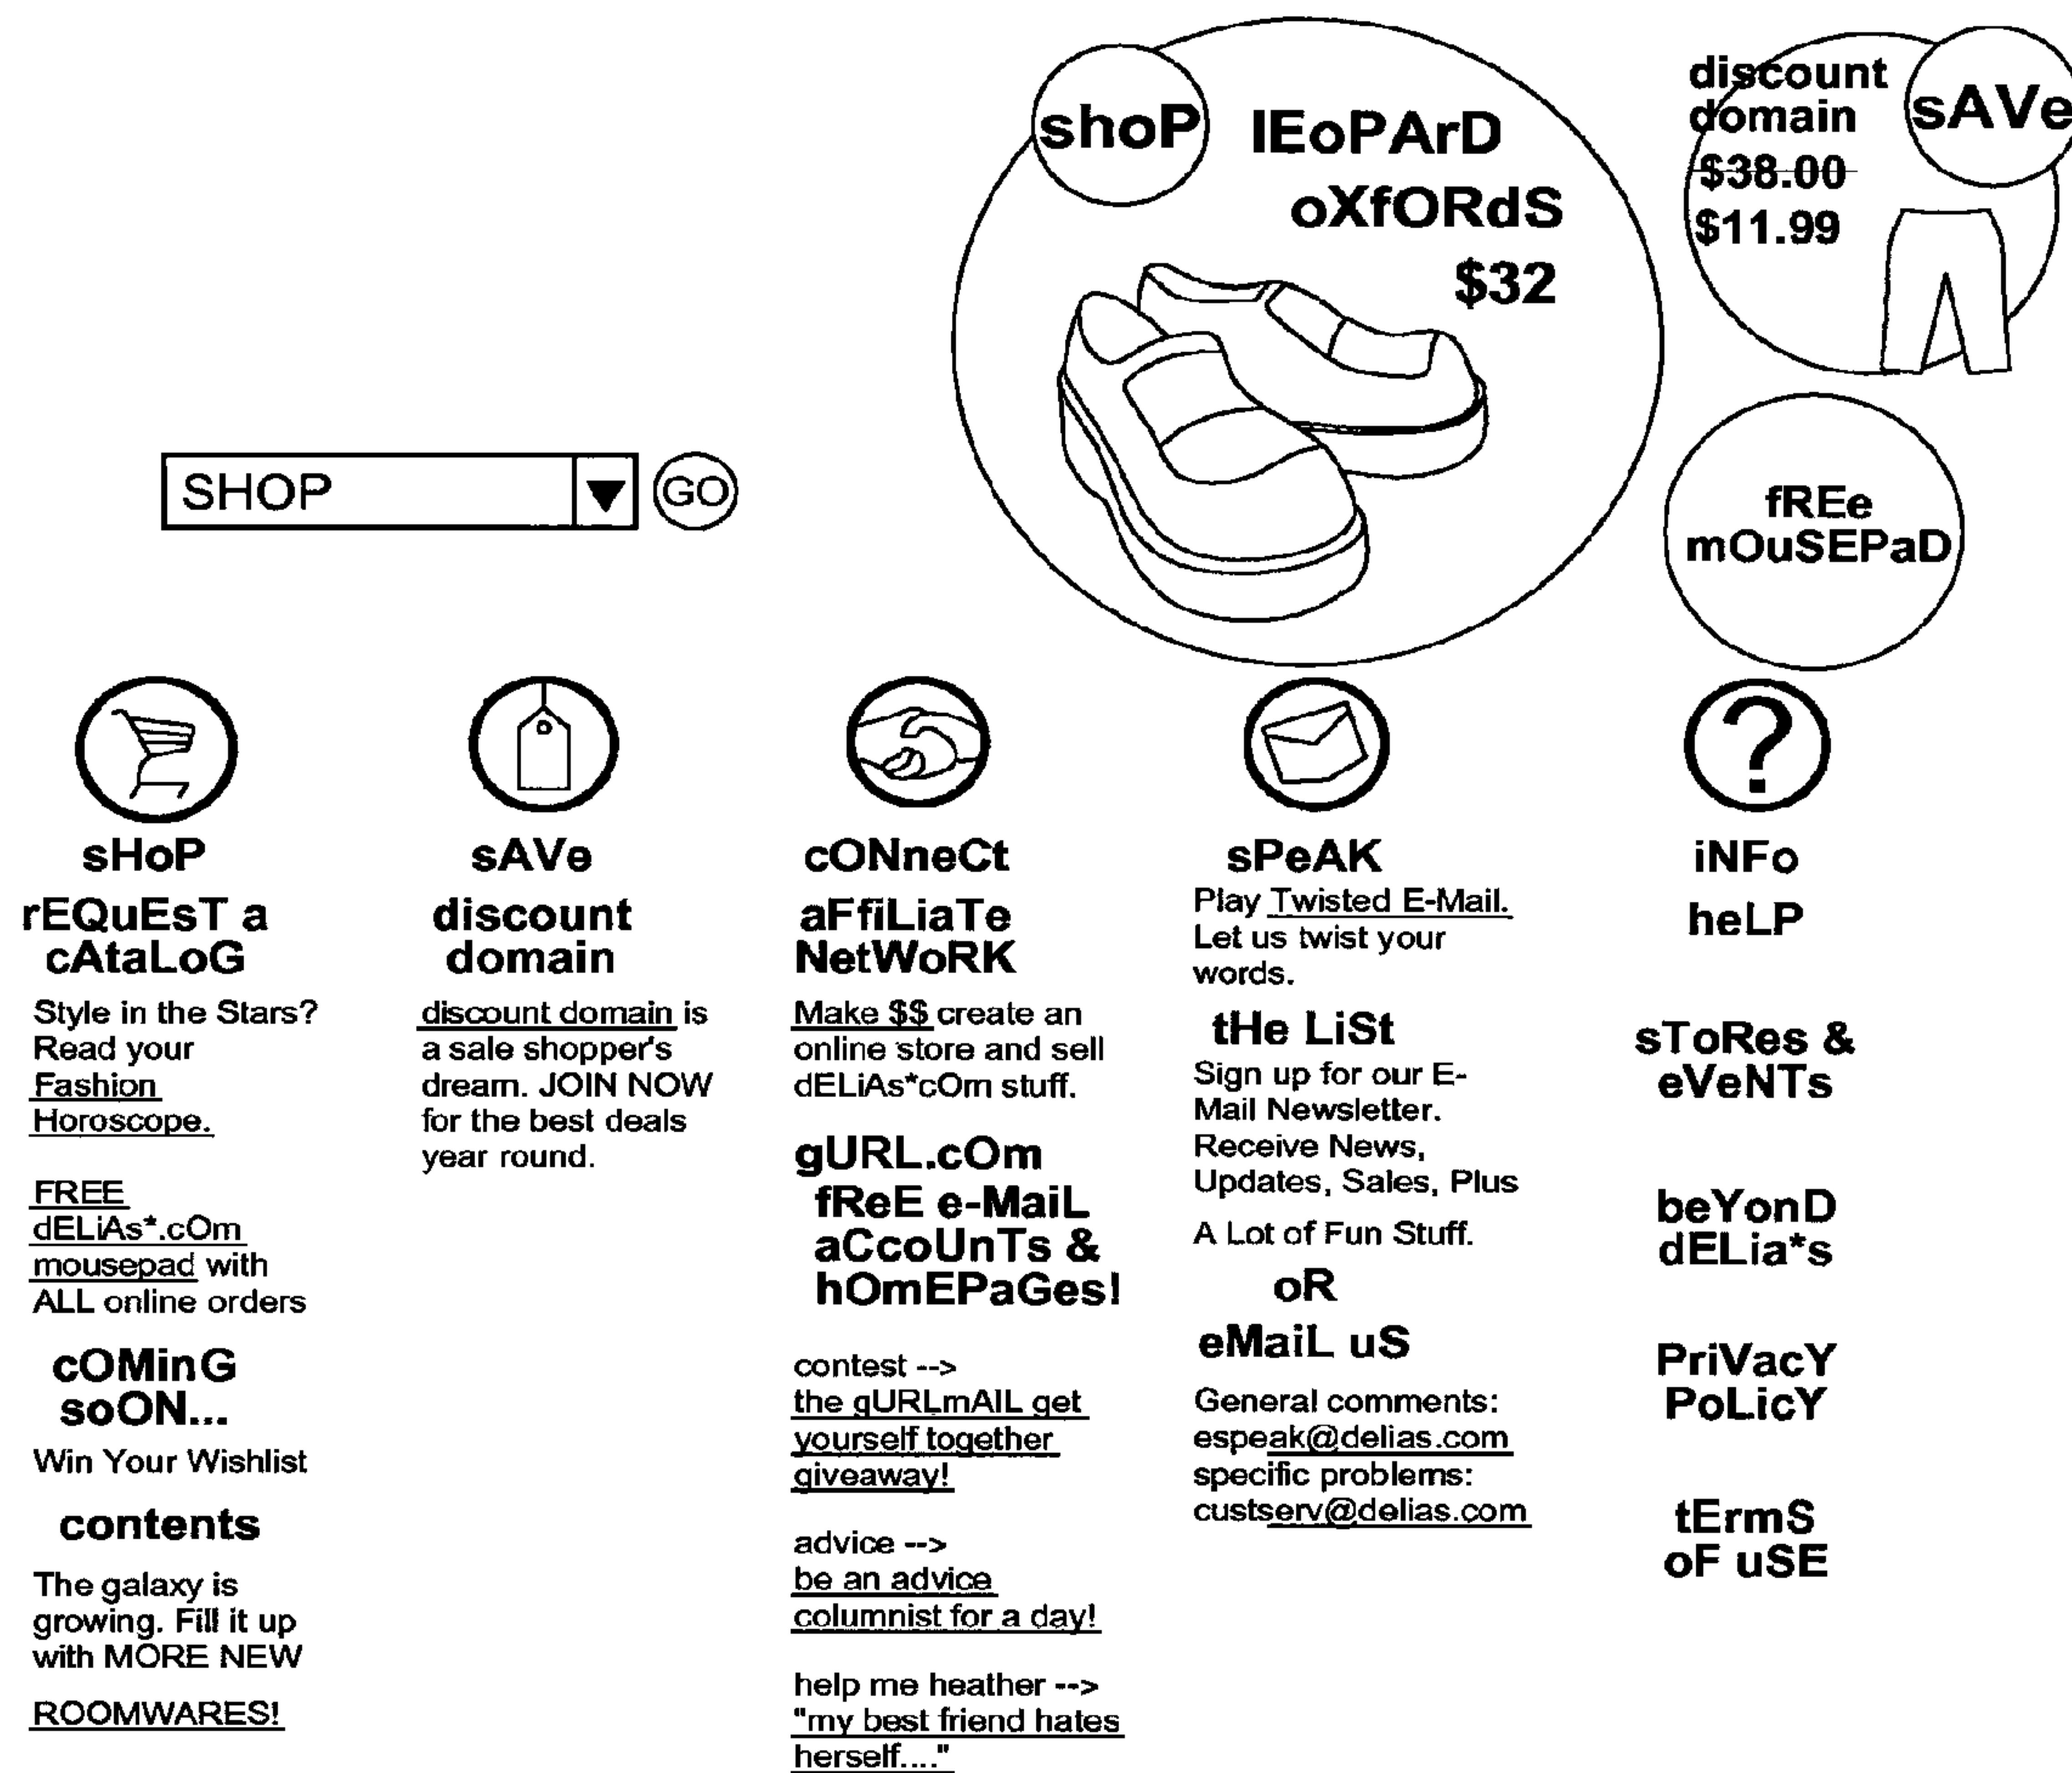 shoP
lEoPArD
oXfORdS
$32
discount
domain
$38.00
$11.99
sAVe
SHOP
GO
fREe
mOuSEPaD
?
sHoP
rEQuEsT a
cAtaLoG
Style in the Stars?
Read your
Fashion
Horoscope.
FREE
dELiAs*.cOm
mousepad with
ALL online orders
cOMinG
soON...
Win Your Wishlist
contents
The galaxy is
growing. Fill it up
with MORE NEW
ROOMWARES!
sAVe
discount
domain
discount domain is
a sale shopper's
dream. JOIN NOW
for the best deals
year round.
cONneCt
aFfiLiaTe
NetWoRK
Make $$ create an
online store and sell
dELiAs*cOm stuff.
gURL.cOm
fReE e-MaiL
aCcoUnTs &
hOmEPaGes!
contest -->
the gURLmAIL get
yourself together
giveaway!
advice -->
be an advice
columnist for a day!
help me heather -->
"my best friend hates
herself...."
sPeAK
Play Twisted E-Mail.
Let us twist your
words.
tHe LiSt
Sign up for our E-
Mail Newsletter.
Receive News,
Updates, Sales, Plus
A Lot of Fun Stuff.
oR
eMaiL uS
General comments:
espeak@delias.com
specific problems:
custserv@delias.com
iNFo
heLP
sToRes &
eVeNTs
beYonD
dELia*s
PriVacY
PoLicY
tErmS
oF uSE